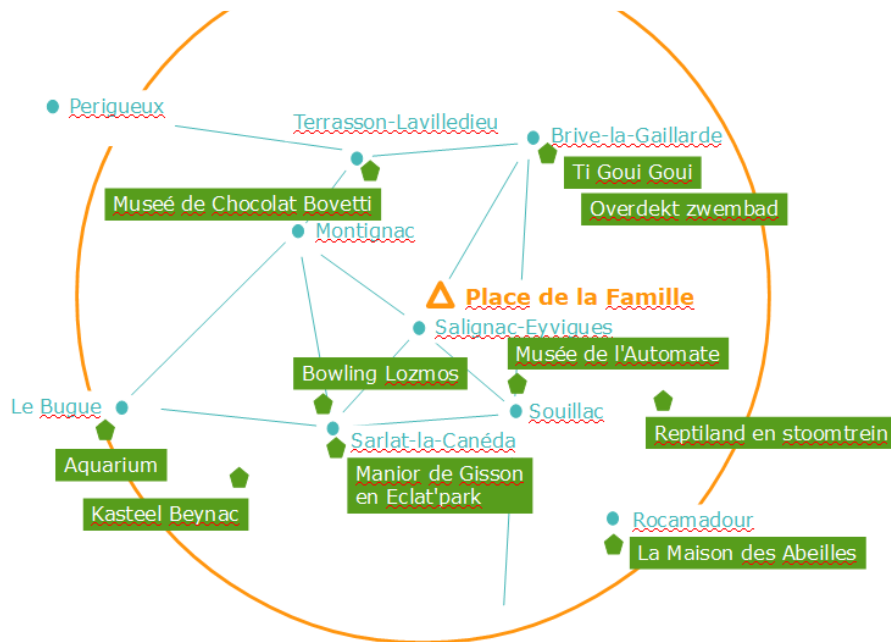 Perigueux
Terrasson-Lavilledieu
Brive-la-Gaillarde
Ti Goui Goui
Museé de Chocolat Bovetti
Overdekt zwembad
Montignac
Place de la Famille
Salignac-Eyvigues
Musée de l'Automate
Bowling Lozmos
Le Bugue
Souillac
Reptiland en stoomtrein
Sarlat-la-Canéda
Aquarium
Manior de Gisson
en Eclat'park
Kasteel Beynac
Rocamadour
La Maison des Abeilles